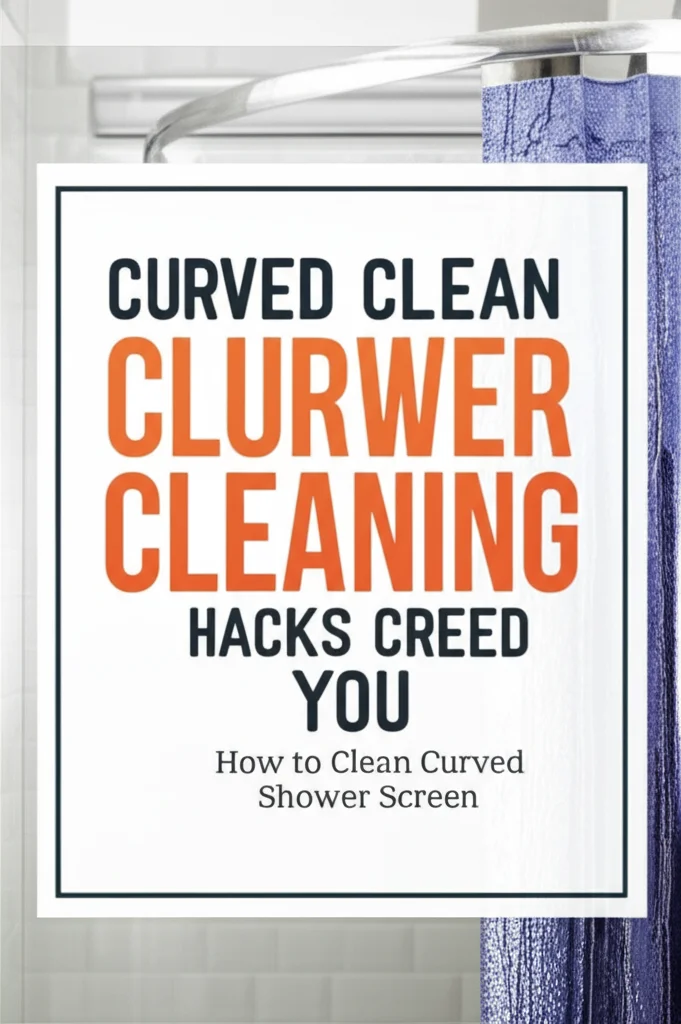 CURVED CLEAN
CLURWER
CLEANING
HACKS CREED
YOU
How to Clean Curved
Shower Screen